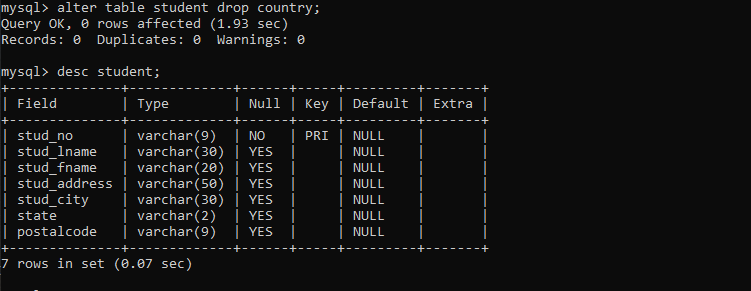 mysql> alter table student drop country;
Query OK, 0 rows affected (1.93 sec)
Records: 0  Duplicates: 0  Warnings: 0

mysql> desc student;
+--------------+-------------+------+-----+---------+-------+
| Field        | Type        | Null | Key | Default | Extra |
+--------------+-------------+------+-----+---------+-------+
| stud_no      | varchar(9)  | NO   | PRI | NULL    |       |
| stud_lname   | varchar(30) | YES  |     | NULL    |       |
| stud_fname   | varchar(20) | YES  |     | NULL    |       |
| stud_address | varchar(50) | YES  |     | NULL    |       |
| stud_city    | varchar(30) | YES  |     | NULL    |       |
| state        | varchar(2)  | YES  |     | NULL    |       |
| postalcode   | varchar(9)  | YES  |     | NULL    |       |
+--------------+-------------+------+-----+---------+-------+
7 rows in set (0.07 sec)